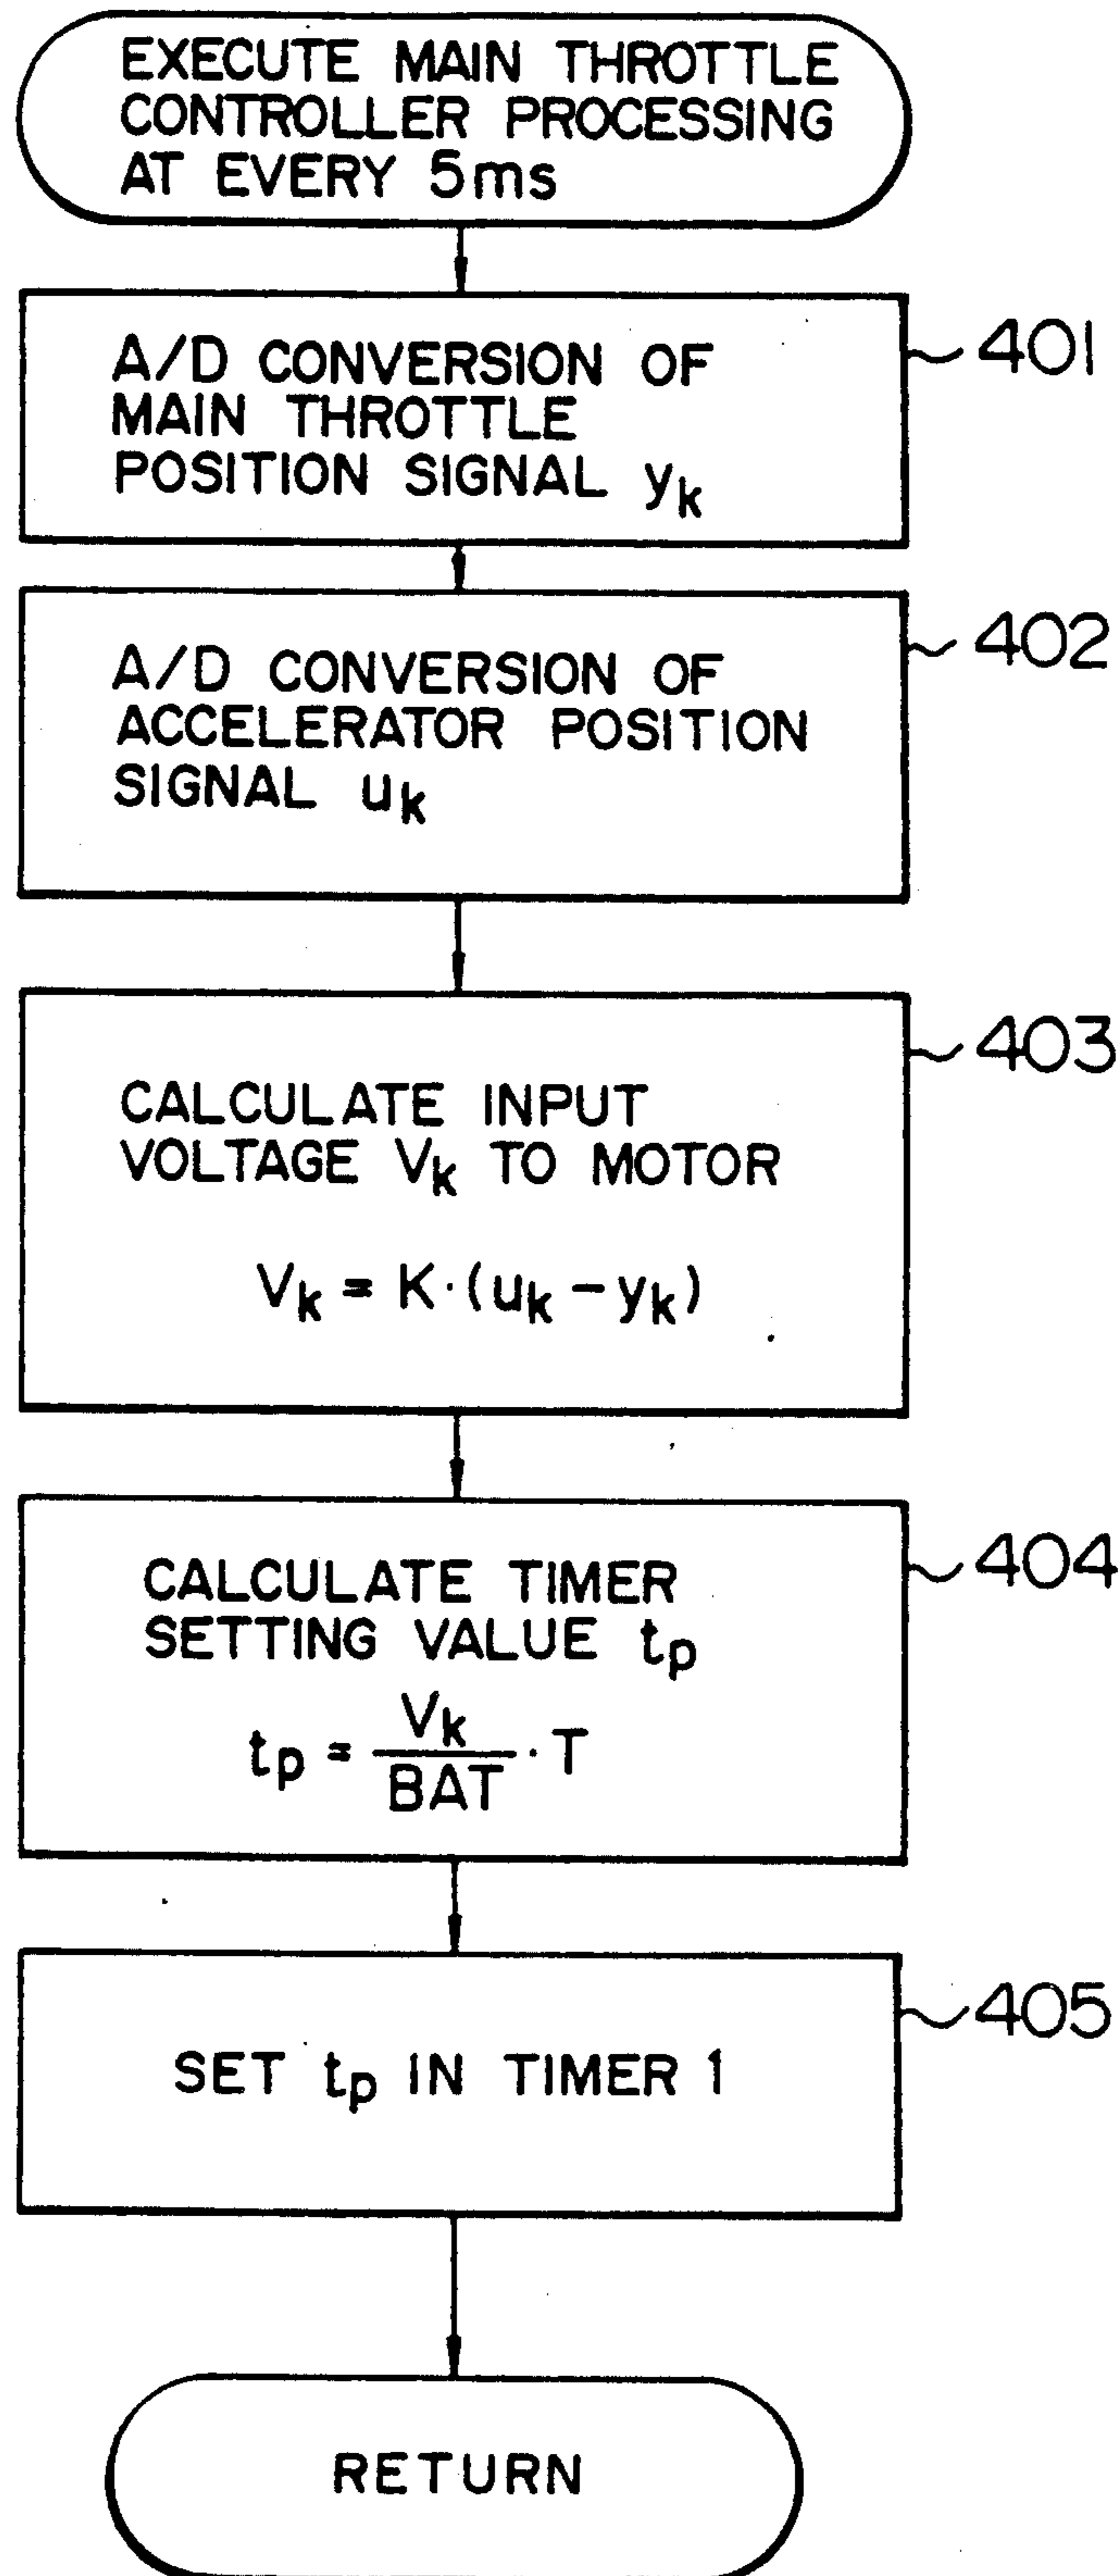 EXECUTE MAIN THROTTLE
CONTROLLER PROCESSING
AT EVERY 5ms
A/D CONVERSION OF
MAIN THROTTLE
POSITION SIGNAL yk
401
A/D CONVERSION OF
ACCELERATOR POSITION
SIGNAL uk
402
CALCULATE INPUT
VOLTAGE Vk TO MOTOR
Vk = K·(uk - yk)
403
CALCULATE TIMER
SETTING VALUE tp
tp = Vk/BAT · T
404
SET tp IN TIMER 1
405
RETURN